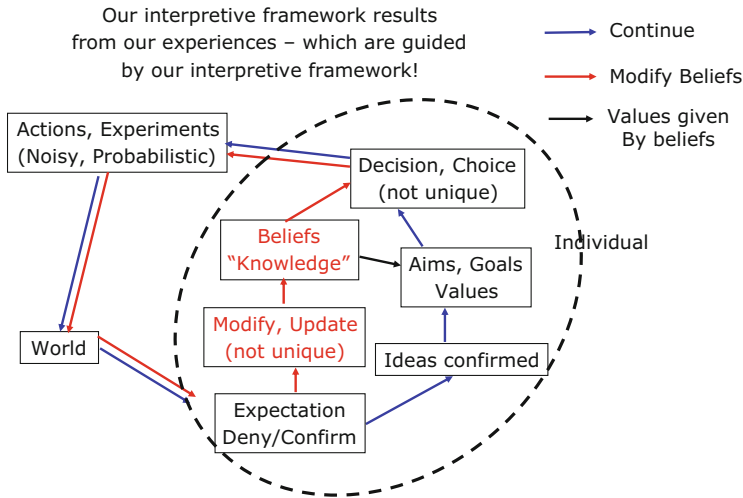 Our interpretive framework results
from our experiences – which are guided
by our interpretive framework!
Continue
Modify Beliefs
Values given
By beliefs
Actions, Experiments
(Noisy, Probabilistic)
Decision, Choice
(not unique)
Beliefs
“Knowledge”
Individual
Aims, Goals
Values
Modify, Update
(not unique)
World
Ideas confirmed
Expectation
Deny/Confirm